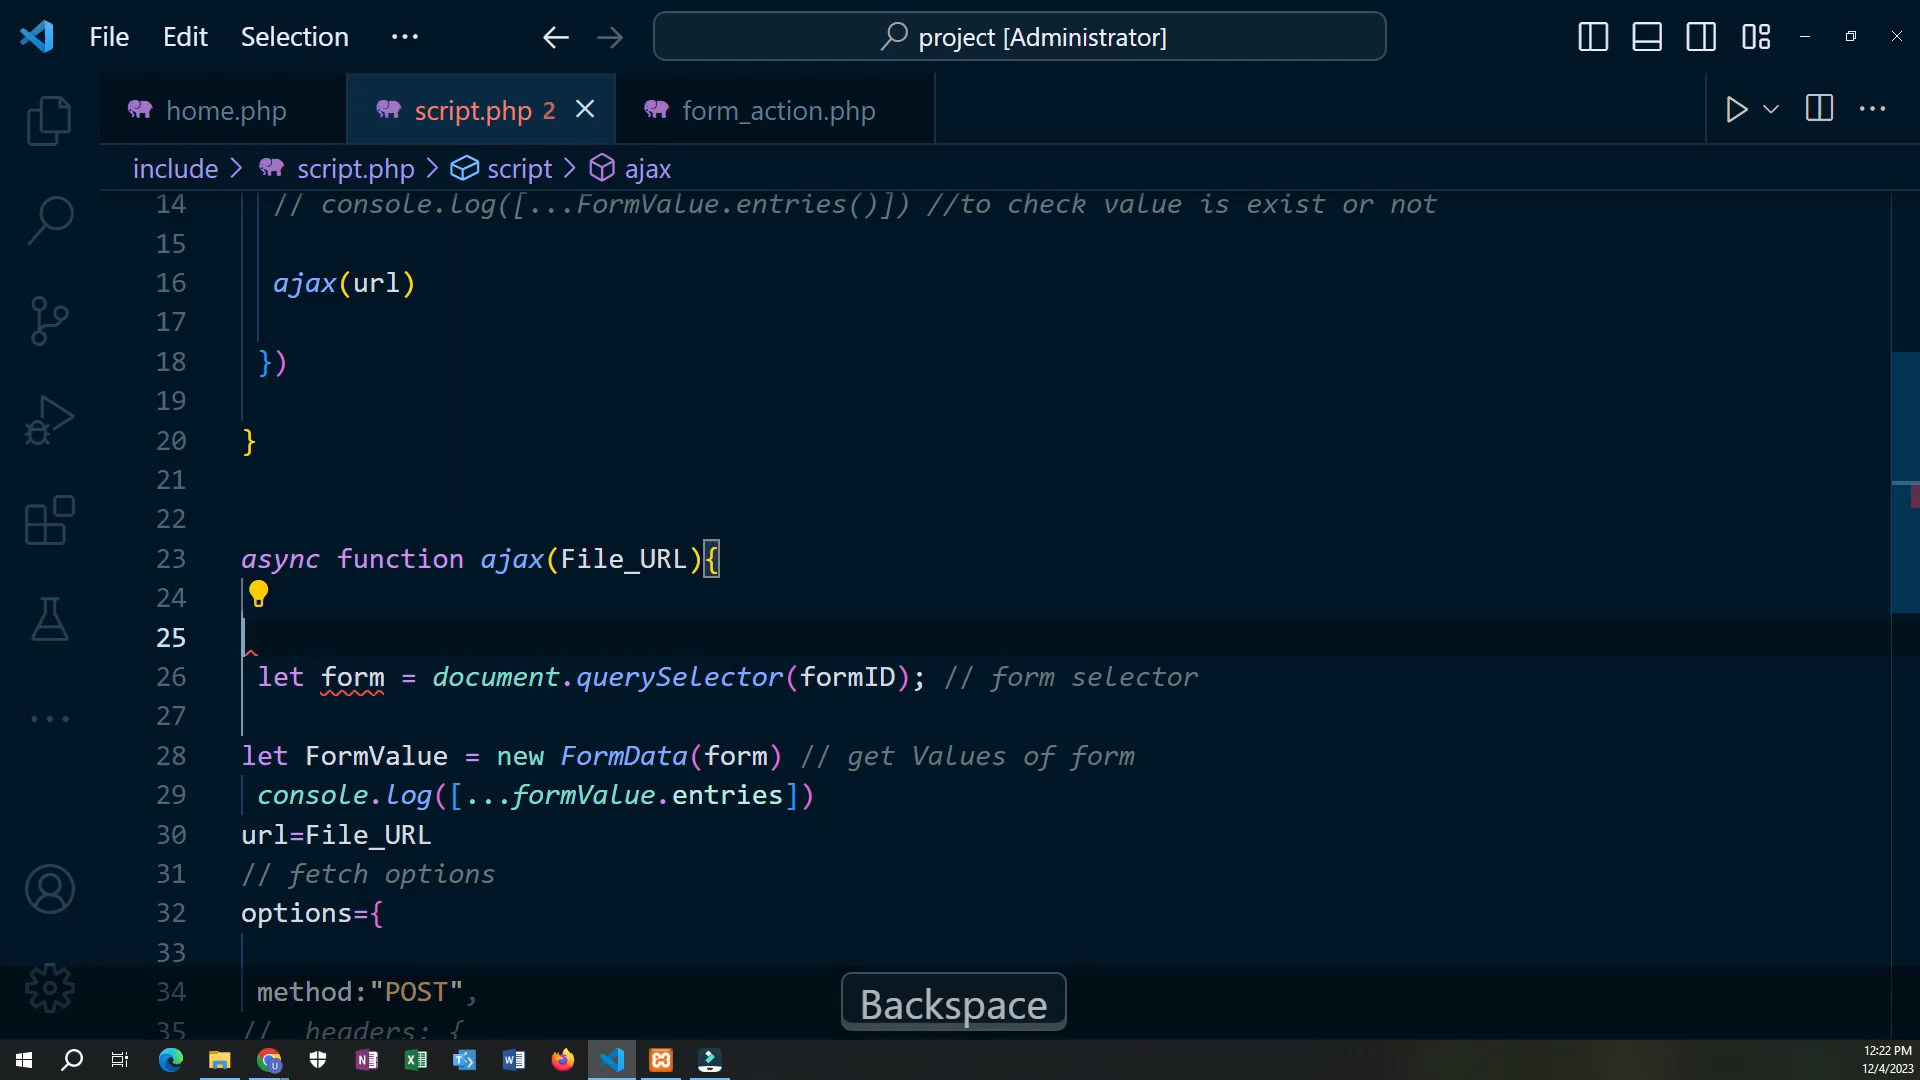 File Edit Selection ··· project [Administrator]
home.php script.php 2 form_action.php
include > script.php > script > ajax
14 // console.log([...FormValue.entries()]) //to check value is exist or not
15
16 ajax(url)
17
18 })
19
20 }
21
22
23 async function ajax(File_URL){
24
25
26 let form = document.querySelector(formID); // form selector
27
28 let FormValue = new FormData(form) // get Values of form
29 console.log([...formValue.entries])
30 url=File_URL
31 // fetch options
32 options={
33
34 method:"POST",
35 // headers: {
Backspace
12:22 PM
12/4/2023